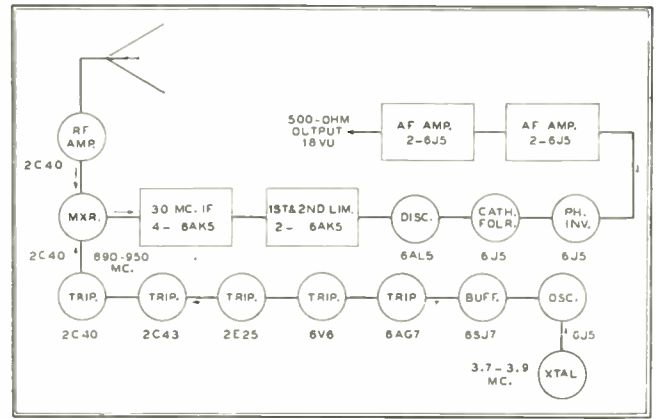 RF
AMP.
2C40
MXR.
2C40
890-950
MC.
30 MC. IF
4- 6AK5
1ST & 2ND LIM.
2- 6AK5
DISC.
6AL5
CATH.
FOLR.
6J5
PH.
INV.
6J5
500-OHM
OUTPUT
18VU
AF AMP.
2-6J5
AF AMP.
2-6J5
TRIP.
2C40
TRIP.
2C43
TRIP.
2E25
TRIP.
6V6
TRIP
6AG7
BUFF.
6SJ7
OSC.
6J5
3.7-3.9
MC.
XTAL